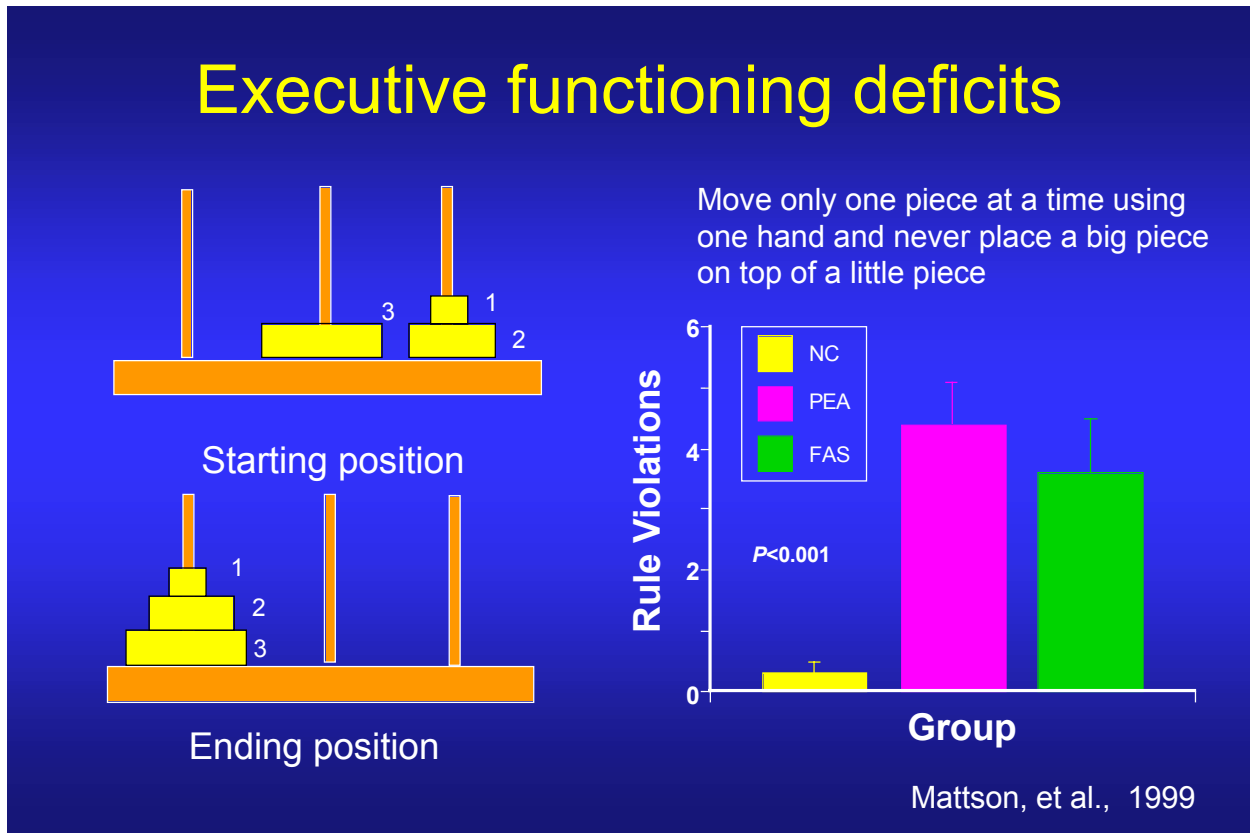 Executive functioning deficits
3
1
2
Starting position
1
2
3
Ending position
Move only one piece at a time using
one hand and never place a big piece
on top of a little piece
6
4
2
0
Rule Violations
NC
PEA
FAS
P<0.001
Group
Mattson, et al., 1999